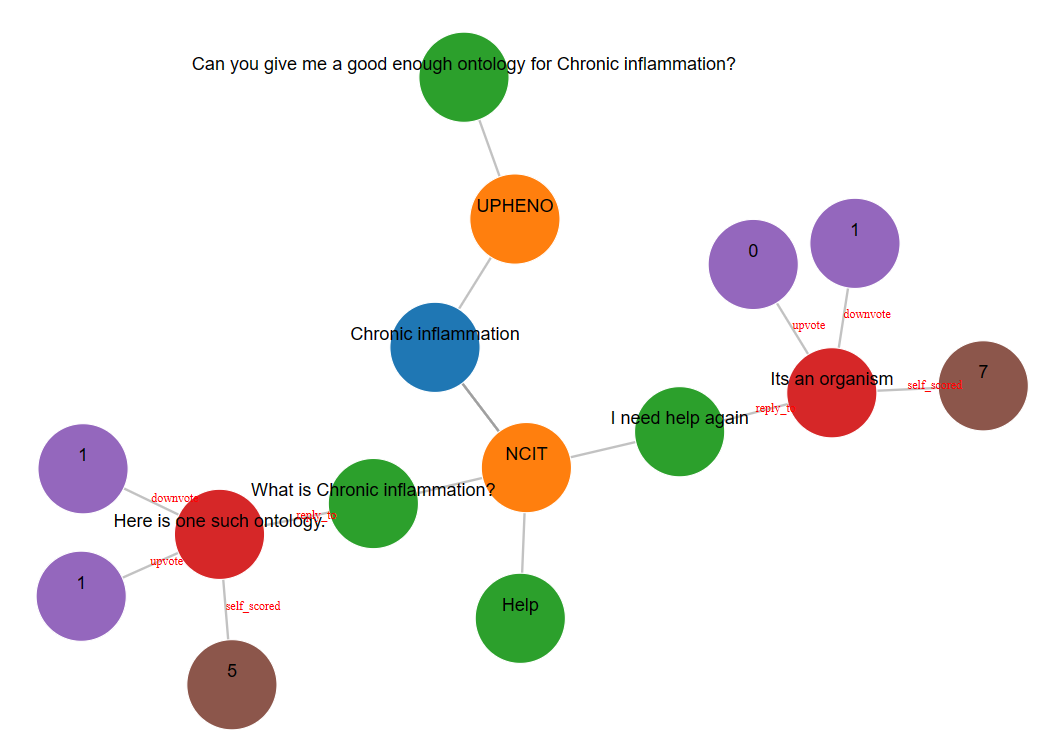 Can you give me a good enough ontology for Chronic inflammation?
UPHENO
0
1
upvote
downvote
Chronic inflammation
Its an organism
self_scored
7
reply_to
I need help again
NCIT
1
What is Chronic inflammation?
downvote
Here is one such ontology.
reply_to
upvote
1
self_scored
Help
5